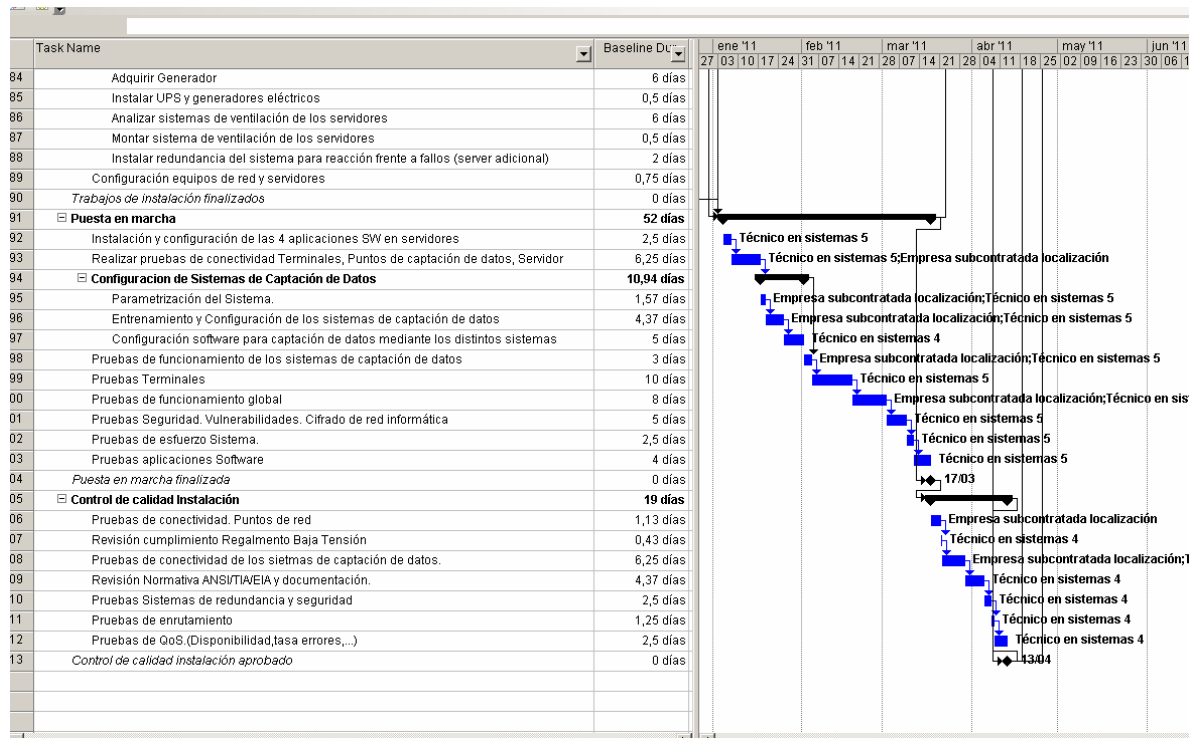 Task Name Baseline Du ene '11 feb '11 mar '11 abr '11 may '11 jun '11
27 03 10 17 24 31 07 14 21 28 07 14 21 28 04 11 18 25 02 09 16 23 30 06
84 Adquirir Generador 6 días
85 Instalar UPS y generadores eléctricos 0,5 días
86 Analizar sistemas de ventilación de los servidores 6 días
87 Montar sistema de ventilación de los servidores 0,5 días
88 Instalar redundancia del sistema para reacción frente a fallos (server adicional) 2 días
89 Configuración equipos de red y servidores 0,75 días
90 Trabajos de instalación finalizados 0 días
91 Puesta en marcha 52 días
92 Instalación y configuración de las 4 aplicaciones SW en servidores 2,5 días Técnico en sistemas 5
93 Realizar pruebas de conectividad Terminales, Puntos de captación de datos, Servidor 6,25 días Técnico en sistemas 5;Empresa subcontratada localización
94 Configuracion de Sistemas de Captación de Datos 10,94 días
95 Parametrización del Sistema. 1,57 días Empresa subcontratada localización;Técnico en sistemas 5
96 Entrenamiento y Configuración de los sistemas de captación de datos 4,37 días Empresa subcontratada localización;Técnico en sistemas 5
97 Configuración software para captación de datos mediante los distintos sistemas 5 días Técnico en sistemas 4
98 Pruebas de funcionamiento de los sistemas de captación de datos 3 días Empresa subcontratada localización;Técnico en sistemas 5
99 Pruebas Terminales 10 días Técnico en sistemas 5
00 Pruebas de funcionamiento global 8 días Empresa subcontratada localización;Técnico en sis
01 Pruebas Seguridad. Vulnerabilidades. Cifrado de red informática 5 días Técnico en sistemas 5
02 Pruebas de esfuerzo Sistema. 2,5 días Técnico en sistemas 5
03 Pruebas aplicaciones Software 4 días Técnico en sistemas 5
04 Puesta en marcha finalizada 0 días 17/03
05 Control de calidad Instalación 19 días
06 Pruebas de conectividad. Puntos de red 1,13 días Empresa subcontratada localización
07 Revisión cumplimiento Regalmento Baja Tensión 0,43 días Técnico en sistemas 4
08 Pruebas de conectividad de los sietmas de captación de datos. 6,25 días Empresa subcontratada localización;T
09 Revisión Normativa ANSI/TIA/EIA y documentación. 4,37 días Técnico en sistemas 4
10 Pruebas Sistemas de redundancia y seguridad 2,5 días Técnico en sistemas 4
11 Pruebas de enrutamiento 1,25 días Técnico en sistemas 4
12 Pruebas de QoS.(Disponibilidad,tasa errores,...) 2,5 días Técnico en sistemas 4
13 Control de calidad instalación aprobado 0 días 13/04